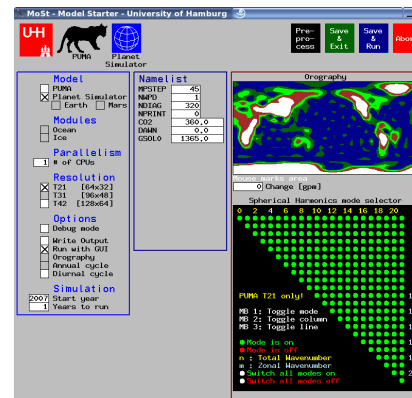 MoSt - Model Starter - University of Hamburg
UH
PUMA
Planet
Simulator
Pre-
pro-
cess
Save
&
Exit
Save
&
Run
Abor
Model
PUMA
Planet Simulator
Earth Mars
Modules
Ocean
Ice
Parallelism
1 # of CPUs
Resolution
T21 [64x32]
T31 [96x48]
T42 [128x64]
Options
Debug mode
Write Output
Run with GUI
Orography
Annual cycle
Diurnal cycle
Simulation
2007 Start year
1 Years to run
Namelist
MPSTEP 45
NWPD 1
NDIAG 320
NPRINT 0
CO2 360.0
DAWN 0.0
GSOL0 1365.0
Orography
Mouse marks area
0 Change [gpm]
Spherical Harmonics mode selector
0 2 4 6 8 10 12 14 16 18 20
PUMA T21 only!
MB 1: Toggle mode
MB 2: Toggle column
MB 3: Toggle line
Mode is on
Mode is off
n : Total Wavenumber
m : Zonal Wavenumber
Switch all modes on
Switch all modes off